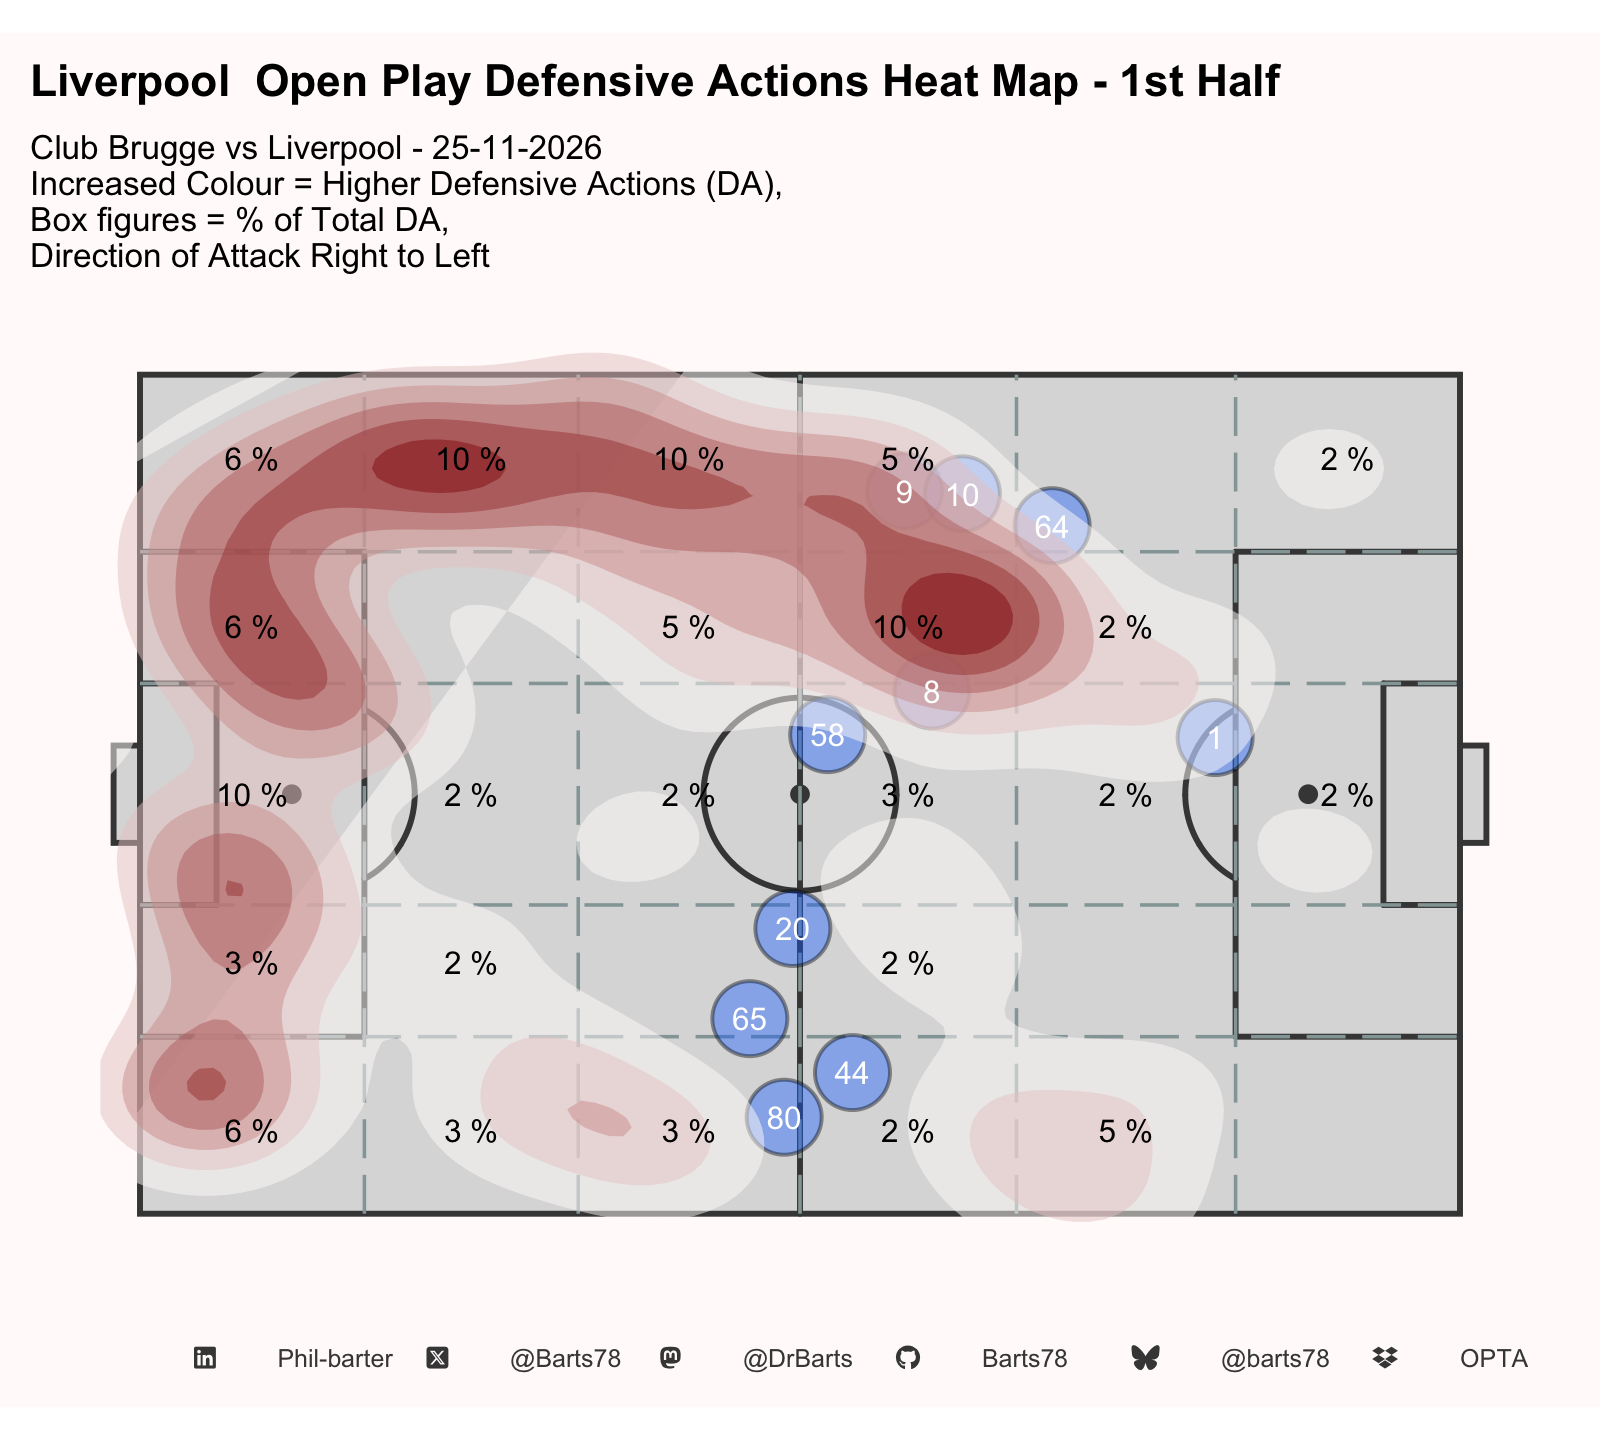 Liverpool  Open Play Defensive Actions Heat Map - 1st Half
Club Brugge vs Liverpool - 25-11-2026
Increased Colour = Higher Defensive Actions (DA),
Box figures = % of Total DA,
Direction of Attack Right to Left
6 % 10 % 10 % 5 % 2 %
9 10
64
6 % 5 % 10 % 2 %
8
58 1
10 % 2 % 2 % 3 % 2 % 2 %
20
3 % 2 % 2 %
65
44
80
6 % 3 % 3 % 2 % 5 %
Phil-barter @Barts78 @DrBarts Barts78 @barts78 OPTA